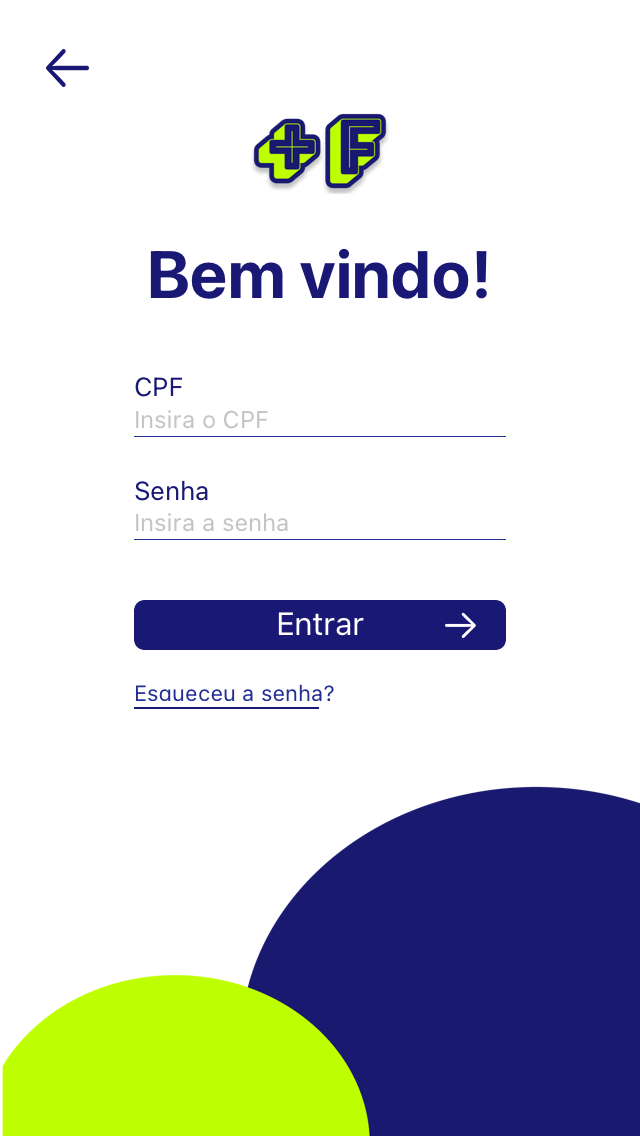 +F
Bem vindo!
CPF
Insira o CPF
Senha
Insira a senha
Entrar
Esqueceu a senha?